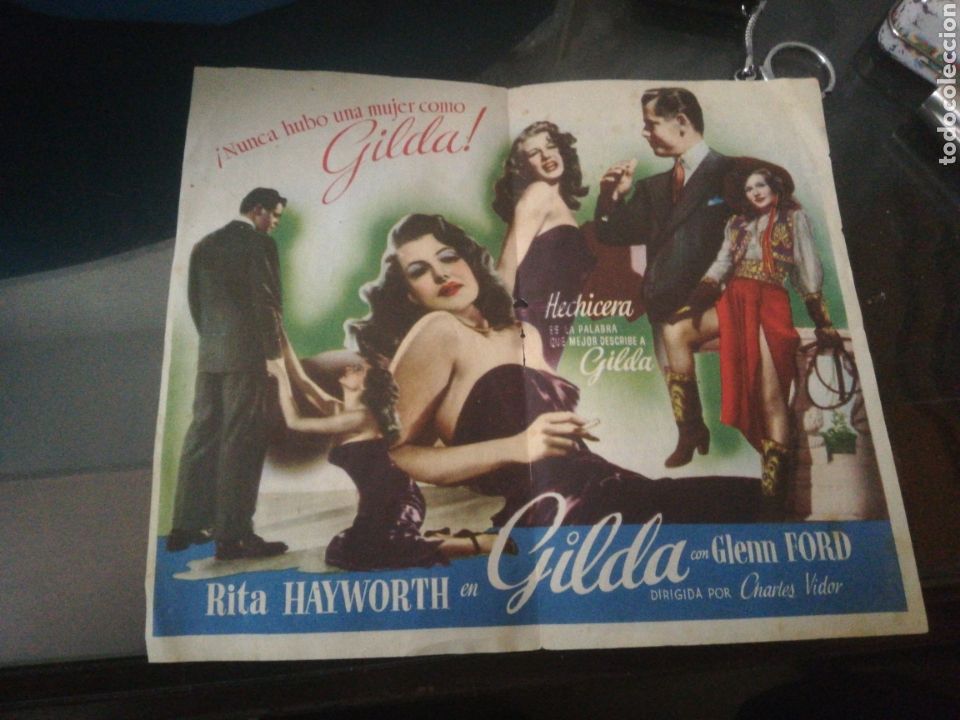 ¡Nunca hubo una mujer como
Gilda!
Hechicera
ES LA PALABRA
QUE MEJOR DESCRIBE A
Gilda
Rita HAYWORTH en Gilda con Glenn FORD
DIRIGIDA POR Charles Vidor
todocoleccion